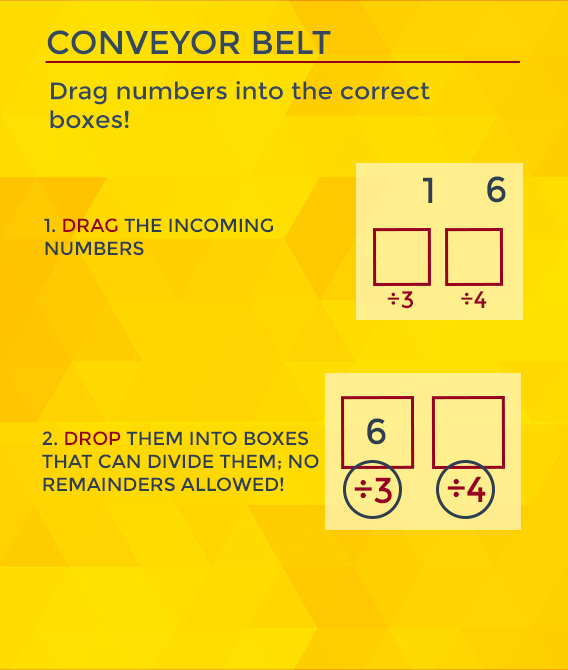 CONVEYOR BELT
Drag numbers into the correct
boxes!
1 6
1. DRAG THE INCOMING
NUMBERS
÷3 ÷4
6
2. DROP THEM INTO BOXES
THAT CAN DIVIDE THEM; NO
REMAINDERS ALLOWED!
÷3 ÷4